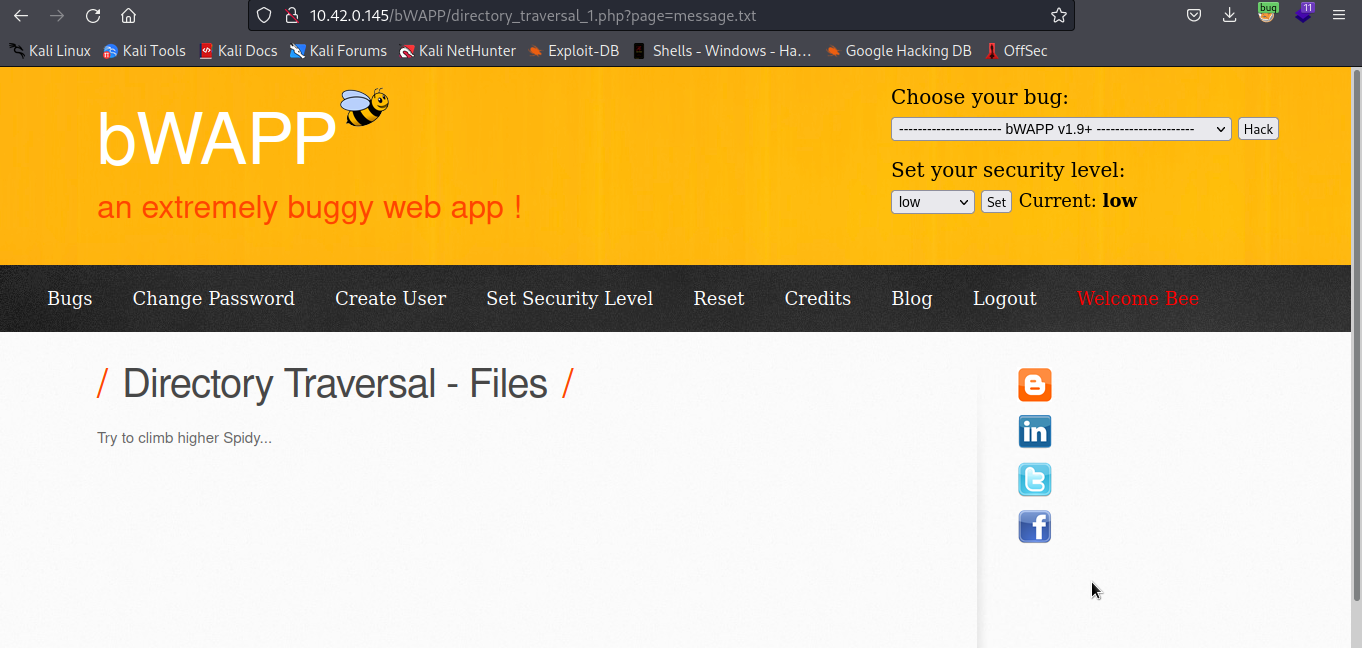 10.42.0.145/bWAPP/directory_traversal_1.php?page=message.txt
bug
11
Kali Linux Kali Tools Kali Docs Kali Forums Kali NetHunter Exploit-DB Shells - Windows - Ha… Google Hacking DB OffSec
bWAPP
an extremely buggy web app !
Choose your bug:
---------------------- bWAPP v1.9+ --------------------- Hack
Set your security level:
low Set Current: low
Bugs Change Password Create User Set Security Level Reset Credits Blog Logout Welcome Bee
/ Directory Traversal - Files /
Try to climb higher Spidy...
in
t
f